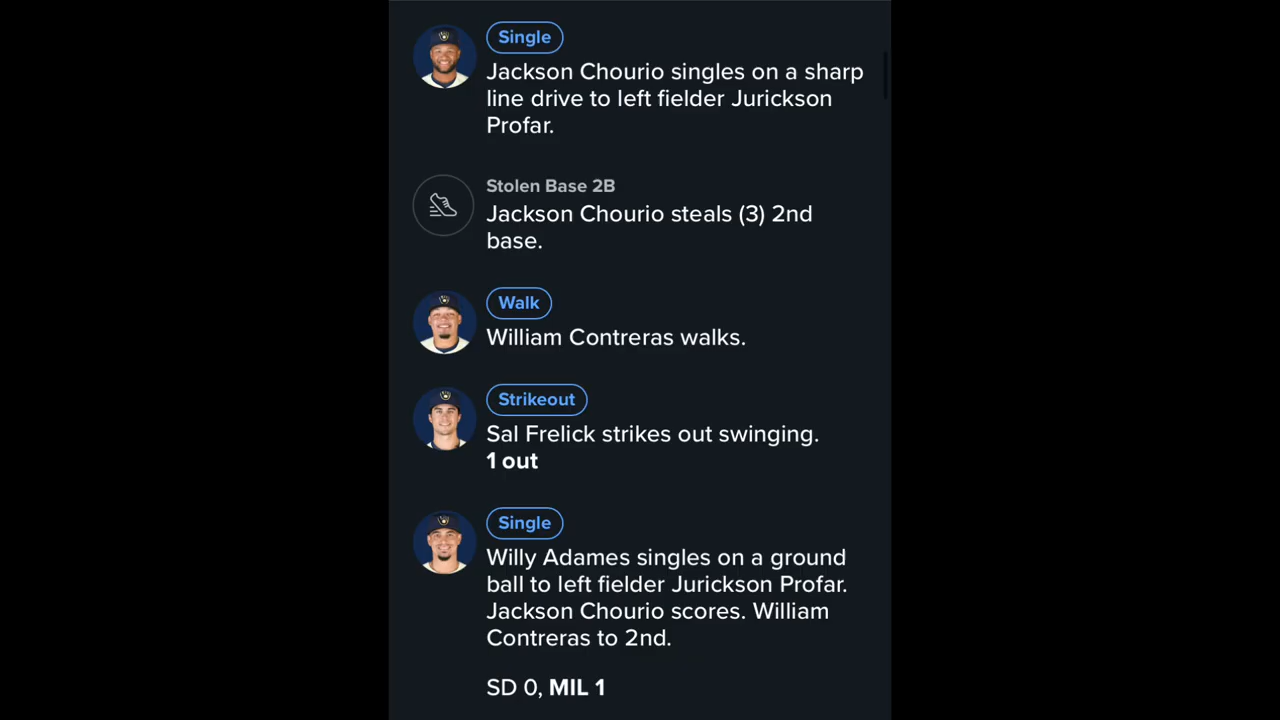 Single
Jackson Chourio singles on a sharp
line drive to left fielder Jurickson
Profar.
Stolen Base 2B
Jackson Chourio steals (3) 2nd
base.
Walk
William Contreras walks.
Strikeout
Sal Frelick strikes out swinging.
1 out
Single
Willy Adames singles on a ground
ball to left fielder Jurickson Profar.
Jackson Chourio scores. William
Contreras to 2nd.
SD 0, MIL 1